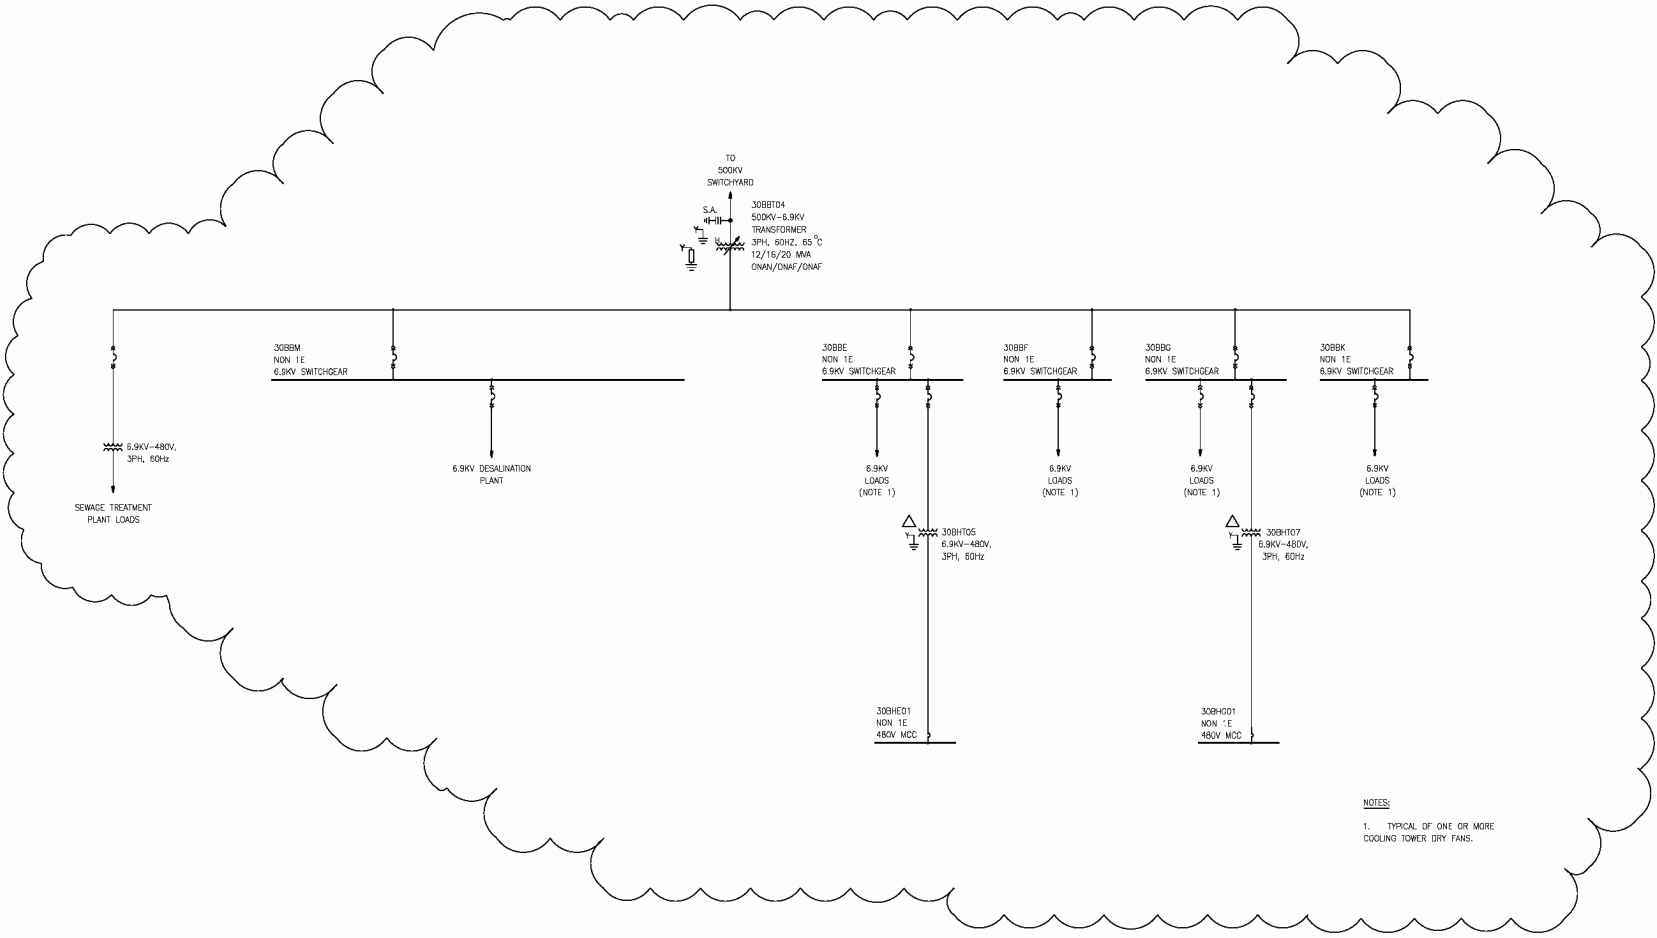 TO
500KV
SWITCHYARD
S.A.
30BBT04
500KV-6.9KV
TRANSFORMER
3PH, 60HZ, 65°C
12/16/20 MVA
ONAN/ONAF/ONAF
H
Y
Y
30BBM
NON 1E
6.9KV SWITCHGEAR
30BBE
NON 1E
6.9KV SWITCHGEAR
30BBF
NON 1E
6.9KV SWITCHGEAR
30BBG
NON 1E
6.9KV SWITCHGEAR
30BBK
NON 1E
6.9KV SWITCHGEAR
6.9KV-480V,
3PH, 60Hz
SEWAGE TREATMENT
PLANT LOADS
6.9KV DESALINATION
PLANT
6.9KV
LOADS
(NOTE 1)
6.9KV
LOADS
(NOTE 1)
6.9KV
LOADS
(NOTE 1)
6.9KV
LOADS
(NOTE 1)
Y
30BHT05
6.9KV-480V,
3PH, 60Hz
Y
30BHT07
6.9KV-480V,
3PH, 60Hz
30BHE01
NON 1E
480V MCC
30BHG01
NON 1E
480V MCC
NOTES:
1. TYPICAL OF ONE OR MORE
COOLING TOWER DRY FANS.